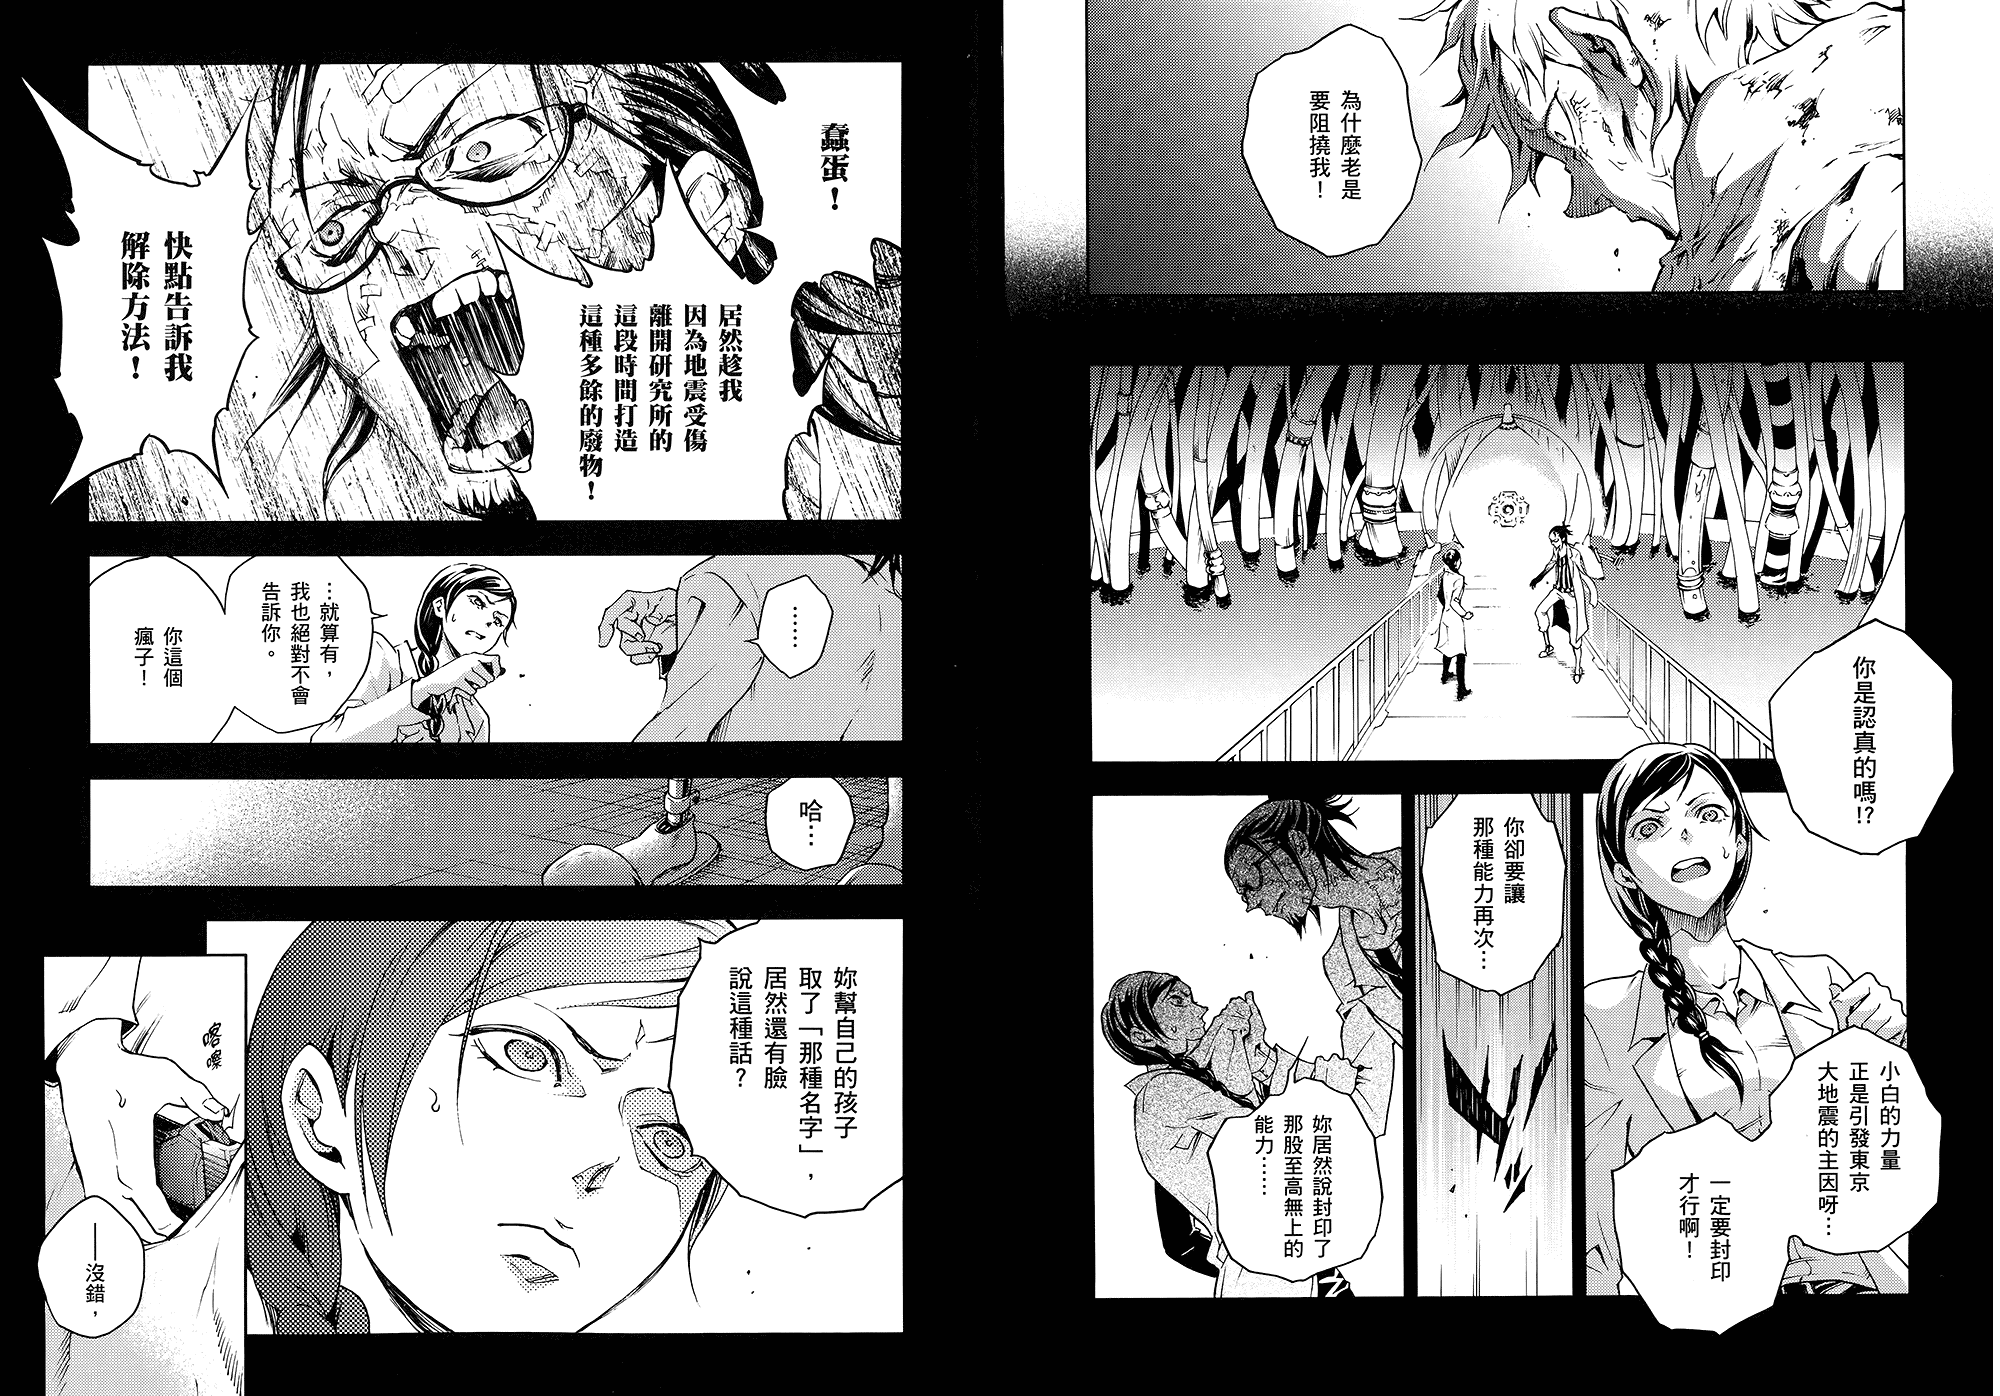 為什麼老是
要阻撓我！
你是認真的嗎!?
小白的力量
正是引發東京
大地震的主因呀…
一定要封印
才行啊！
你卻要讓
那種能力再次…
妳居然說封印了
那股至高無上的
能力……
蠢蛋！
居然趁我
因為地震受傷
離開研究所的
這段時間打造
這種多餘的廢物！
快點告訴我
解除方法！
……
…就算有，
我也絕對不會
告訴你。
你這個
瘋子！
哈…
妳幫自己的孩子
取了「那種名字」，
居然還有臉
說這種話？
喀嚓
──沒錯，